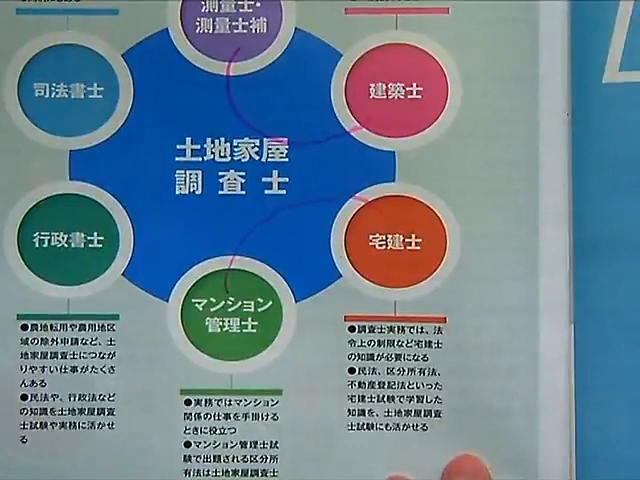 測量士・
測量士補
司法書士
建築士
土地家屋
調査士
行政書士
宅建士
マンション
管理士
●農地転用や農用地区
域の除外申請など、土
地家屋調査士につなが
りやすい仕事がたくさ
んある
●民法や、行政法など
の知識を土地家屋調査
士試験や実務に活かせ
る
●実務ではマンション
関係の仕事を手掛ける
ときに役立つ
●マンション管理士試
験で出題される区分所
有法は土地家屋調査士
●調査士実務では、法
令上の制限など宅建士
の知識が必要になる
●民法、区分所有法、
不動産登記法といった
宅建士試験で学習した
知識を、土地家屋調査
士試験にも活かせる